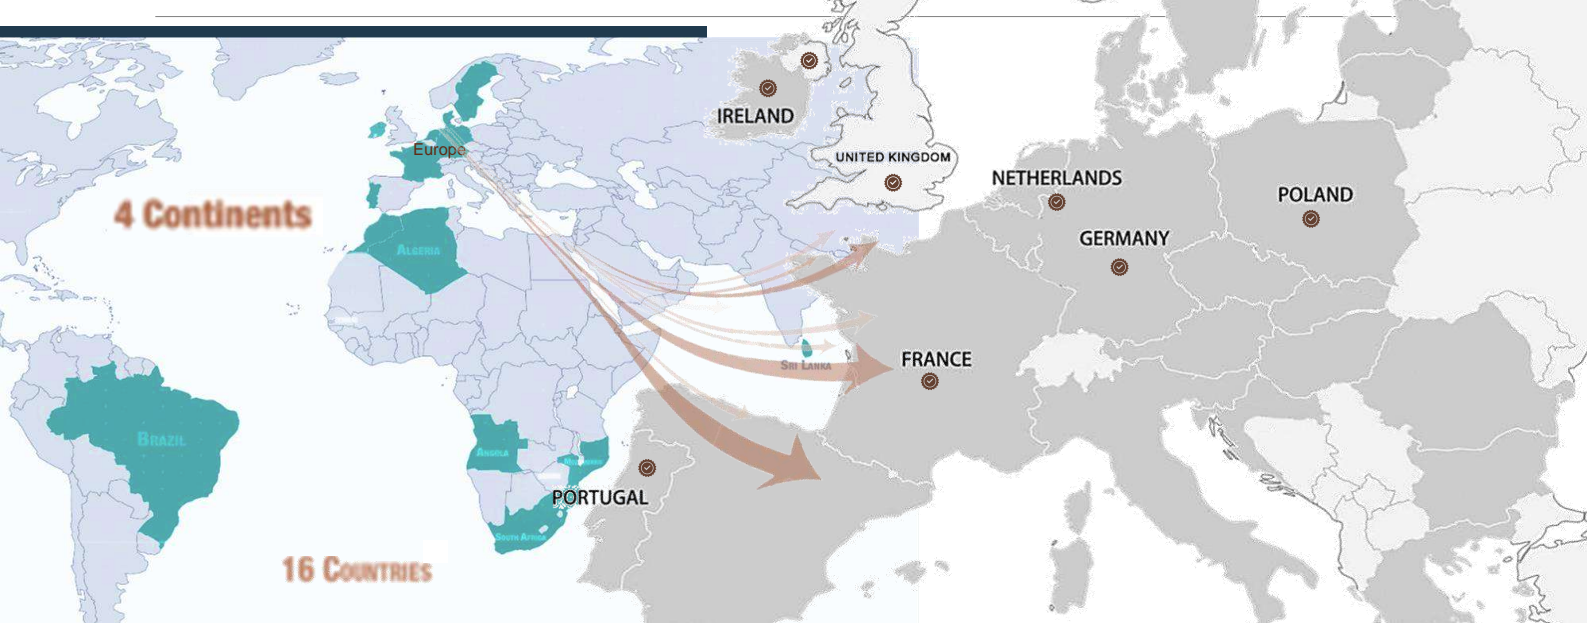 IRELAND
UNITED KINGDOM
Europe
NETHERLANDS
POLAND
4 Continents
GERMANY
ALGERIA
FRANCE
SRI LANKA
BRAZIL
ANGOLA
PORTUGAL
SOUTH AFRICA
16 COUNTRIES